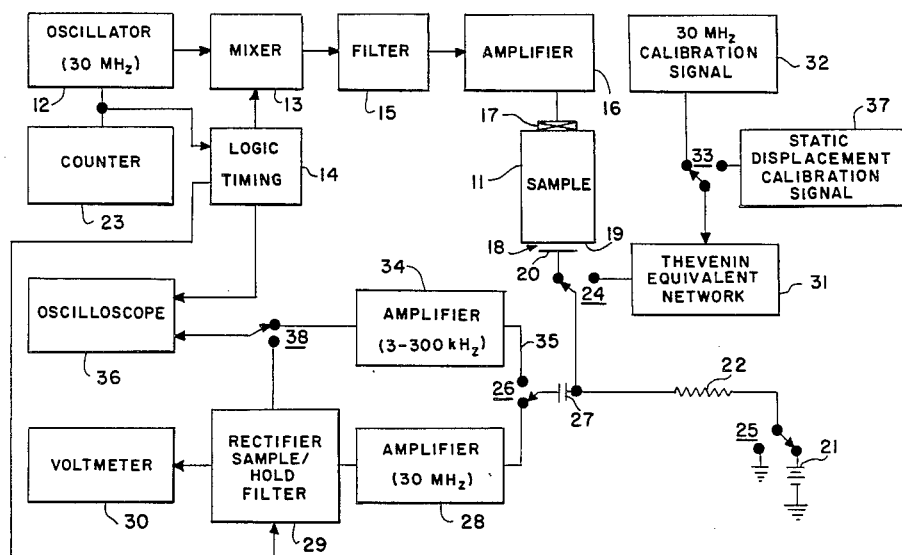 OSCILLATOR
(30 MHz)
12
MIXER
13
FILTER
15
AMPLIFIER
16
30 MHz
CALIBRATION
SIGNAL
32
COUNTER
23
LOGIC
TIMING
14
17
11
SAMPLE
18
19
20
33
37
STATIC
DISPLACEMENT
CALIBRATION
SIGNAL
24
THEVENIN
EQUIVALENT
NETWORK
31
OSCILLOSCOPE
36
38
34
AMPLIFIER
(3-300 kHz)
35
26
27
22
25
21
VOLTMETER
30
RECTIFIER
SAMPLE/
HOLD
FILTER
29
AMPLIFIER
(30 MHz)
28